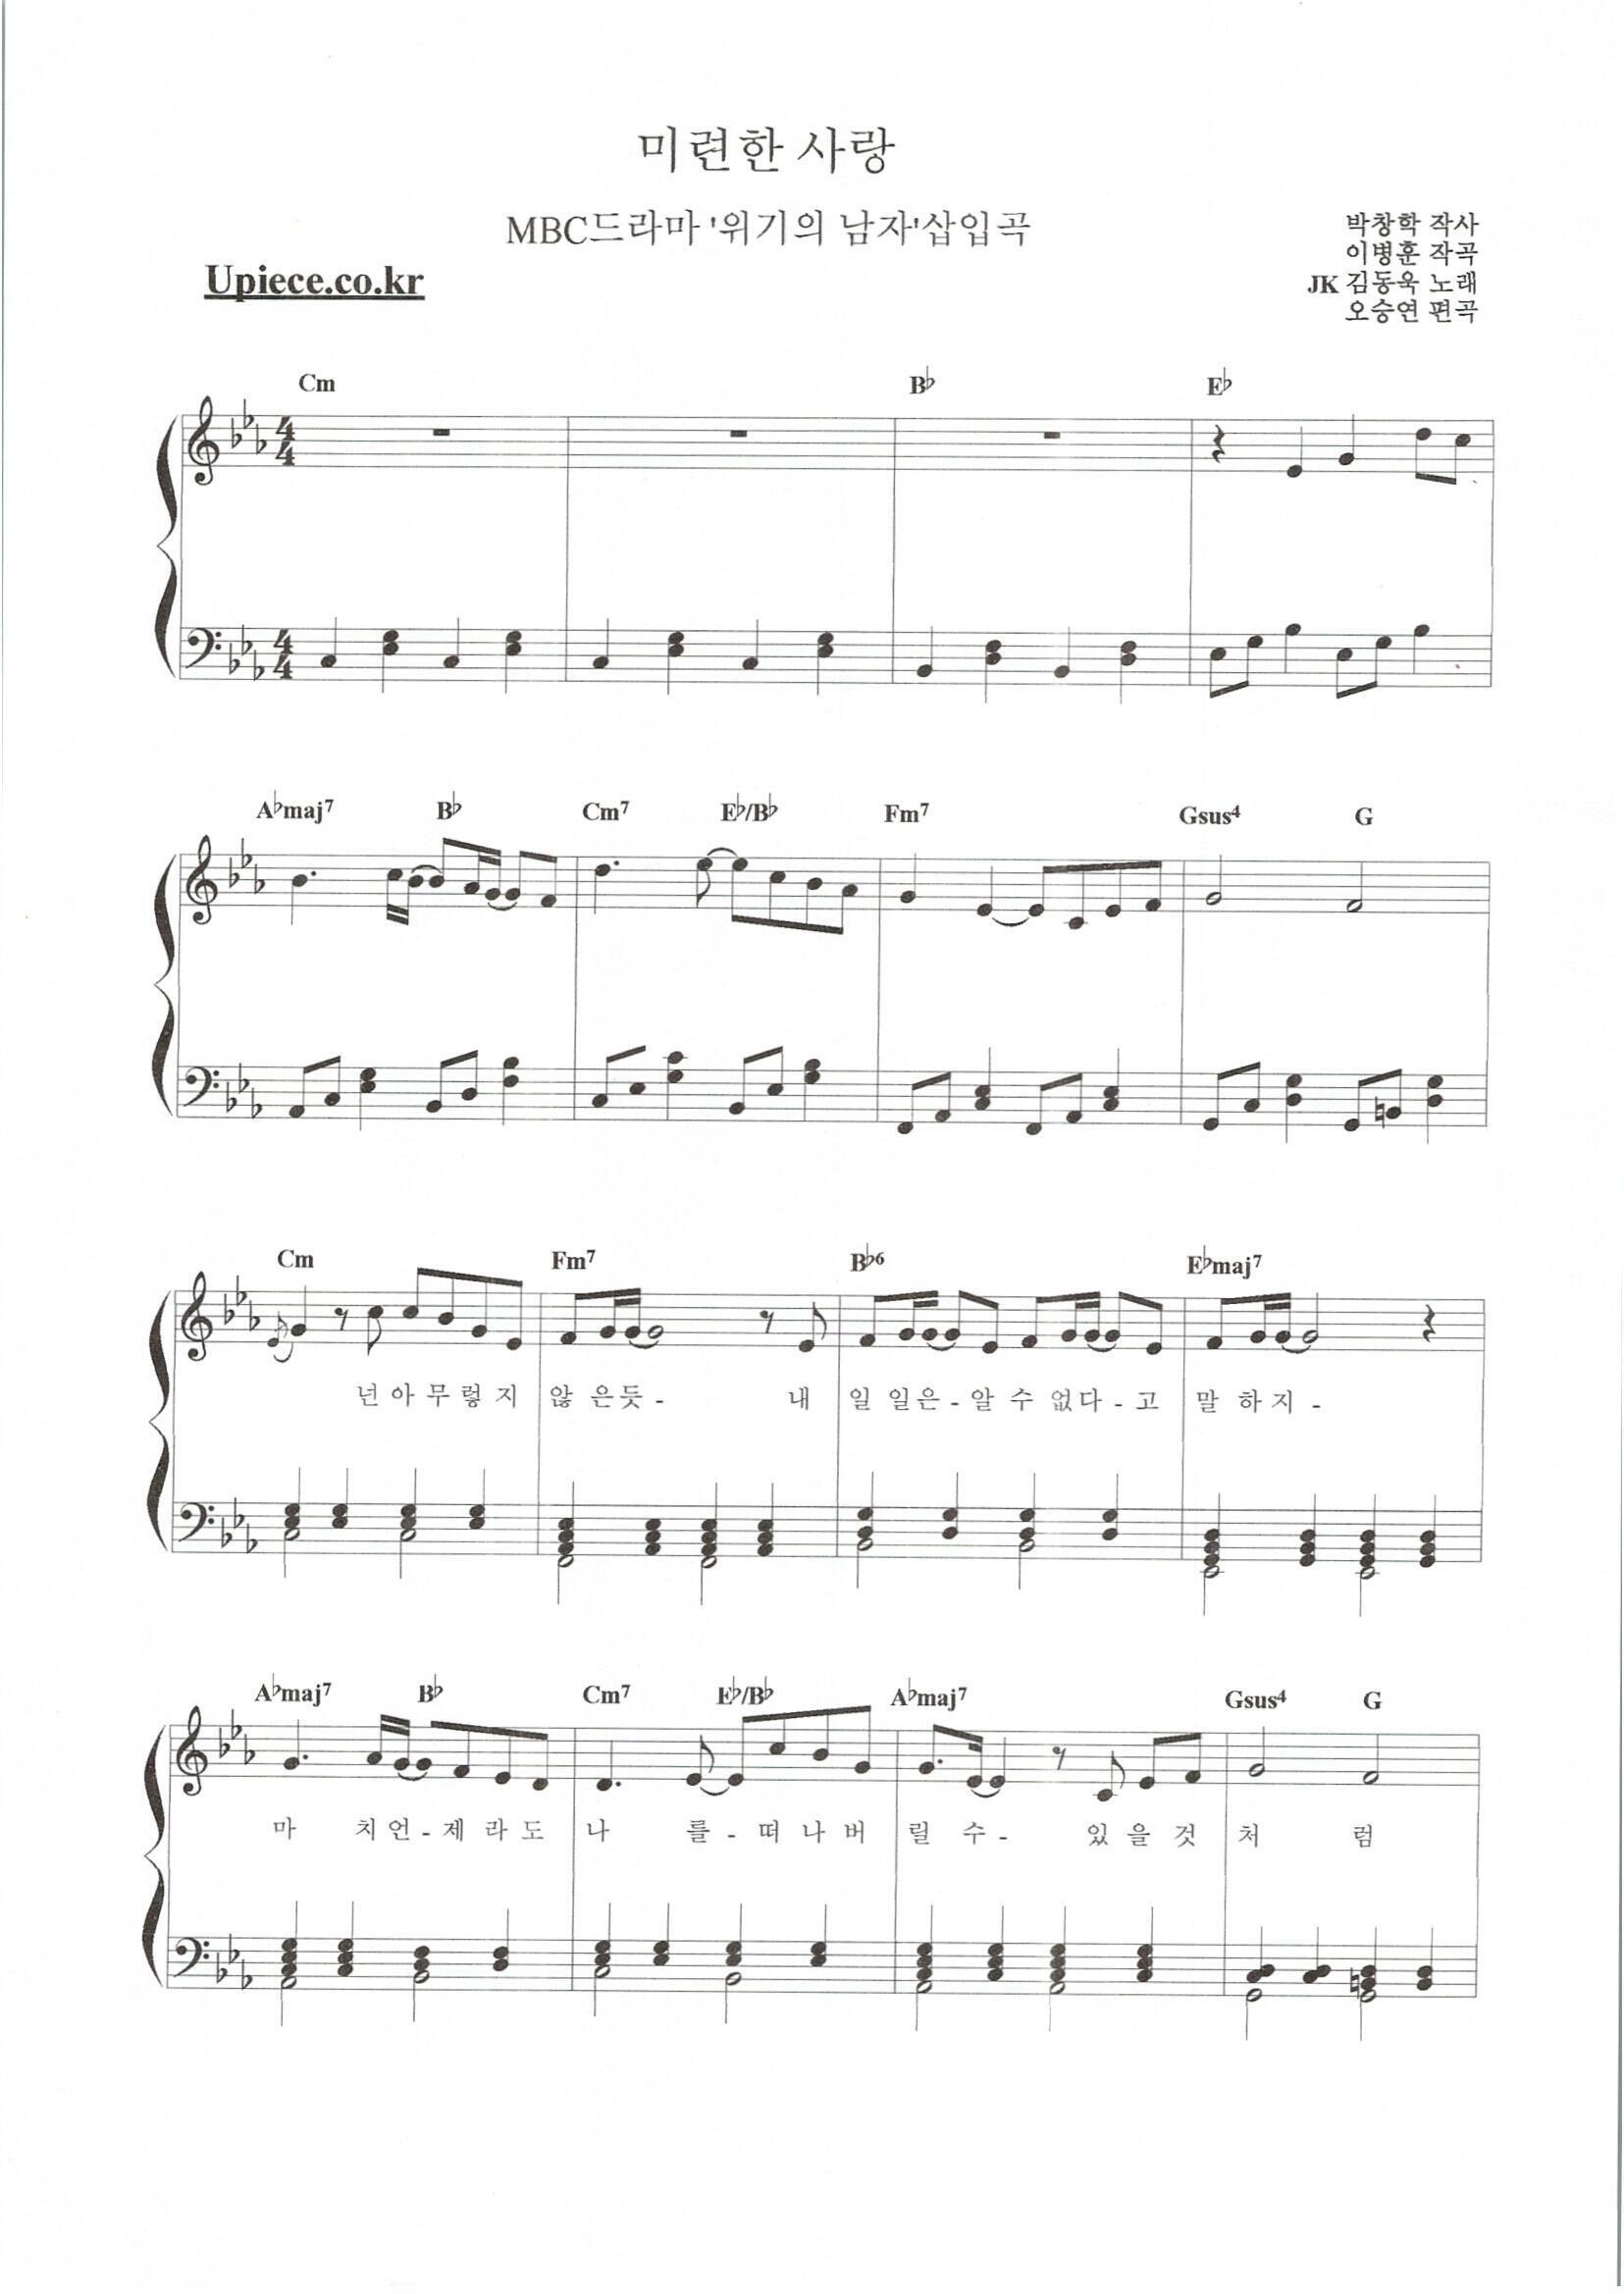 미련한 사랑
MBC드라마 '위기의 남자'삽입곡
박창학 작사
Upiece.co.kr
이병훈 작곡
JK 김동욱 노래
오승연 편곡
Cm B♭ E♭
4 4
4 4
A♭maj7 B♭ Cm7 E♭/B♭ Fm7 Gsus4 G
Cm Fm7 B♭6 E♭maj7
넌 아 무 렇 지 않 은 듯 - 내 일 일 은 - 알 수 없 다 - 고 말 하 지 -
A♭maj7 B♭ Cm7 E♭/B♭ A♭maj7 Gsus4 G
마 치 언 - 제 라 도 나 를 - 떠 나 버 릴 수 - 있 을 것 처 럼